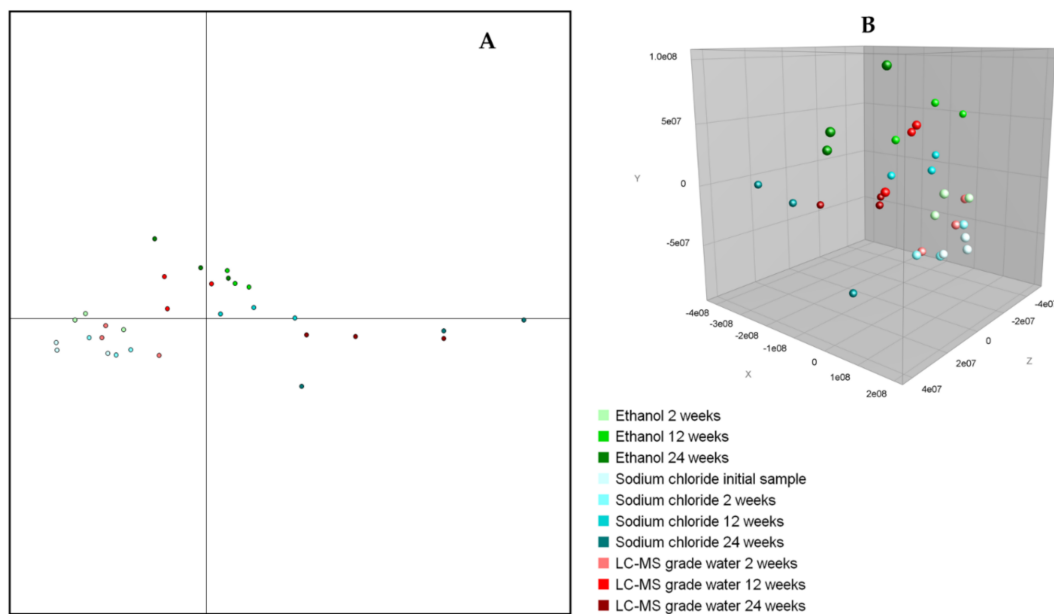 A
B
1.0e08
5e07
Y
0
-5e07
-4e08
-3e08
-2e08
-1e08
0
1e08
2e08
X
4e07
2e07
0
-2e07
-4e07
Z
Ethanol 2 weeks
Ethanol 12 weeks
Ethanol 24 weeks
Sodium chloride initial sample
Sodium chloride 2 weeks
Sodium chloride 12 weeks
Sodium chloride 24 weeks
LC-MS grade water 2 weeks
LC-MS grade water 12 weeks
LC-MS grade water 24 weeks